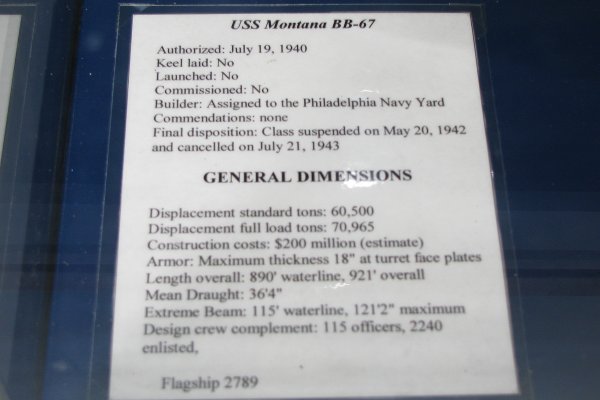 USS Montana BB-67
Authorized: July 19, 1940
Keel laid: No
Launched: No
Commissioned: No
Builder: Assigned to the Philadelphia Navy Yard
Commendations: none
Final disposition: Class suspended on May 20, 1942
and cancelled on July 21, 1943
GENERAL DIMENSIONS
Displacement standard tons: 60,500
Displacement full load tons: 70,965
Construction costs: $200 million (estimate)
Armor: Maximum thickness 18" at turret face plates
Length overall: 890' waterline, 921' overall
Mean Draught: 36'4"
Extreme Beam: 115' waterline, 121'2" maximum
Design crew complement: 115 officers, 2240
enlisted,
Flagship 2789